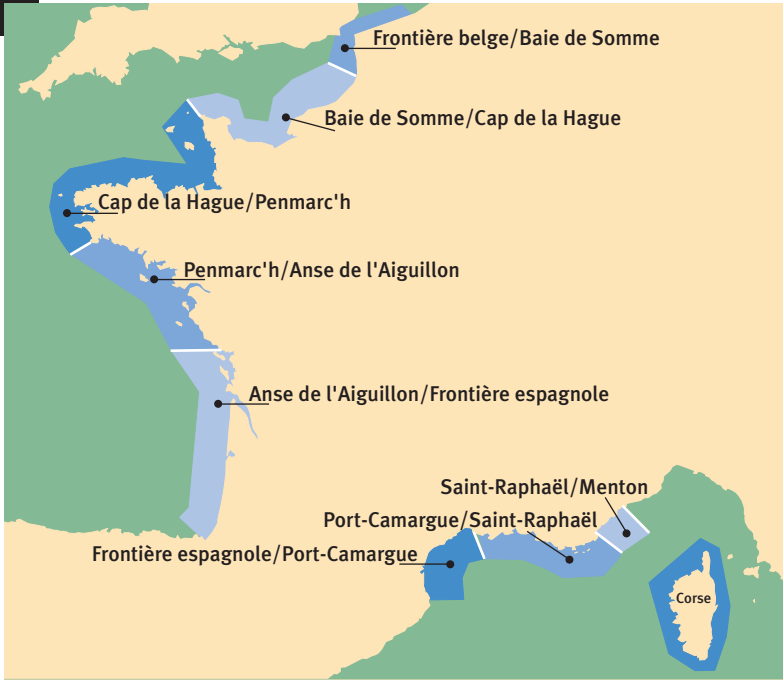 Frontière belge/Baie de Somme
Baie de Somme/Cap de la Hague
Cap de la Hague/Penmarc'h
Penmarc'h/Anse de l'Aiguillon
Anse de l'Aiguillon/Frontière espagnole
Saint-Raphaël/Menton
Port-Camargue/Saint-Raphaël
Frontière espagnole/Port-Camargue
Corse